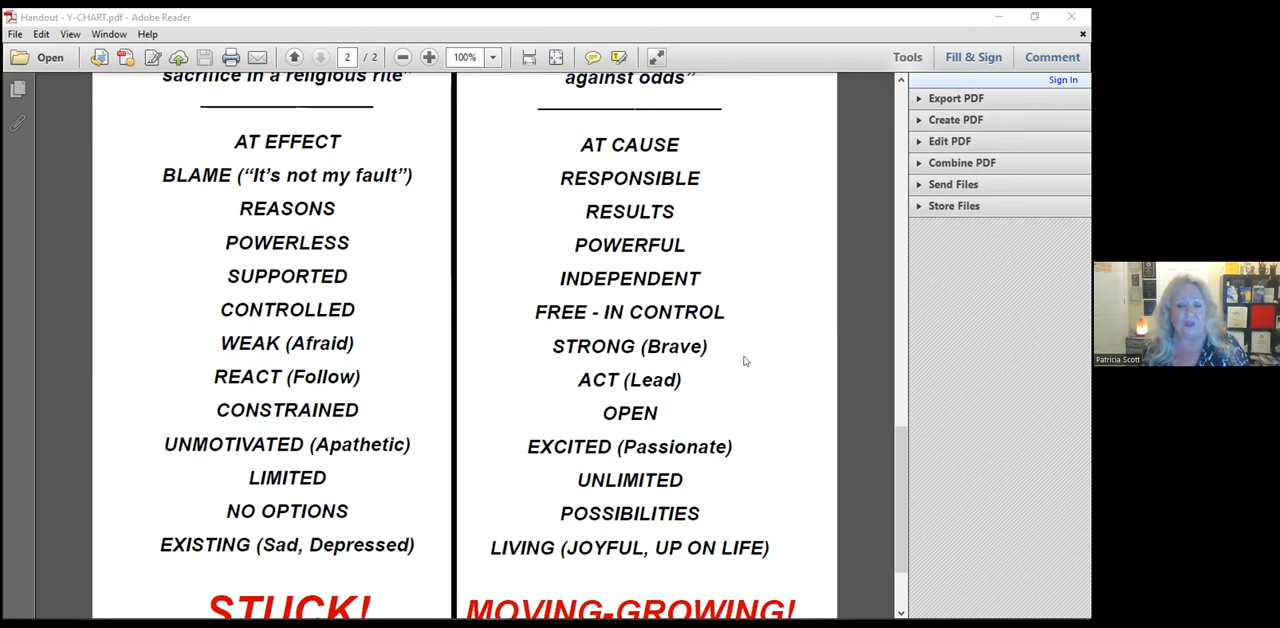 Handout - Y-CHART.pdf - Adobe Reader
File Edit View Window Help
Open 2 / 2 100% Tools Fill & Sign Comment
Sign In
Export PDF
Create PDF
Edit PDF
Combine PDF
Send Files
Store Files
sacrifice in a religious rite"
AT EFFECT
BLAME (“It’s not my fault”)
REASONS
POWERLESS
SUPPORTED
CONTROLLED
WEAK (Afraid)
REACT (Follow)
CONSTRAINED
UNMOTIVATED (Apathetic)
LIMITED
NO OPTIONS
EXISTING (Sad, Depressed)
STUCK!
against odds”
AT CAUSE
RESPONSIBLE
RESULTS
POWERFUL
INDEPENDENT
FREE - IN CONTROL
STRONG (Brave)
ACT (Lead)
OPEN
EXCITED (Passionate)
UNLIMITED
POSSIBILITIES
LIVING (JOYFUL, UP ON LIFE)
MOVING-GROWING!
Patricia Scott